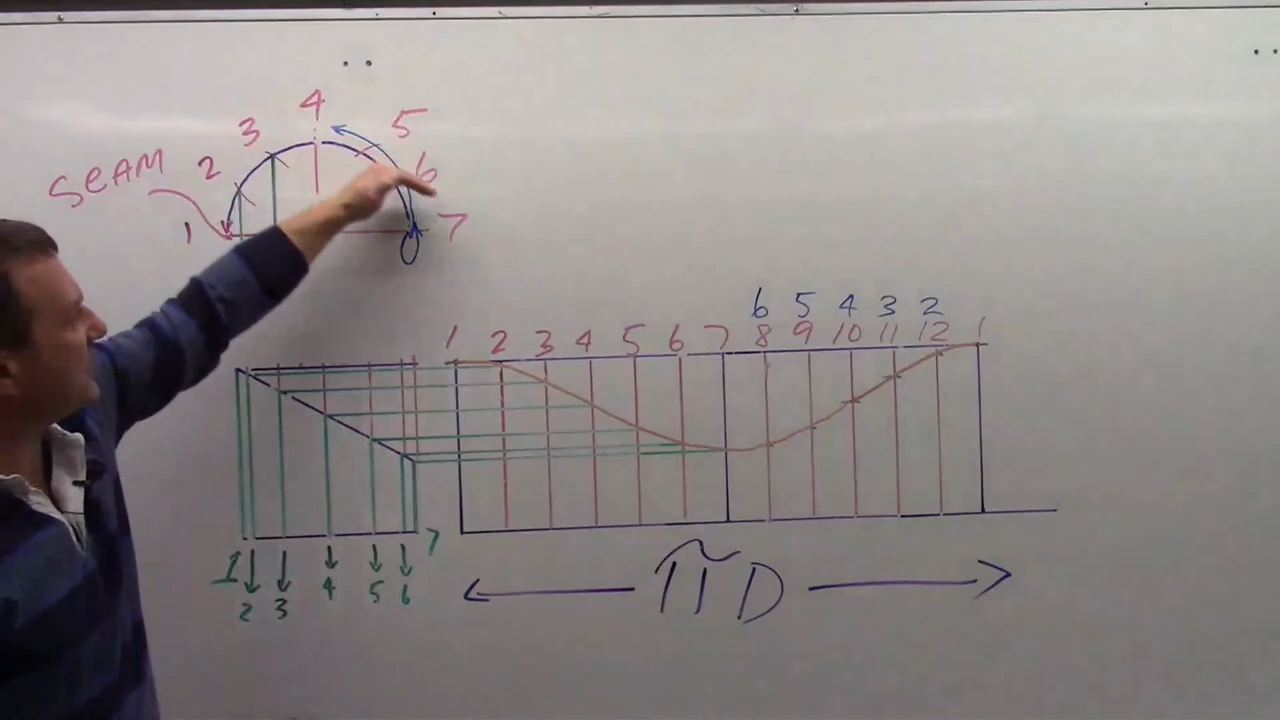 4
3 5
SEAM 2 6
1 7
6 5 4 3 2
1 2 3 4 5 6 7 8 9 10 11 12 1
1 2 3 4 5 6 7
πD